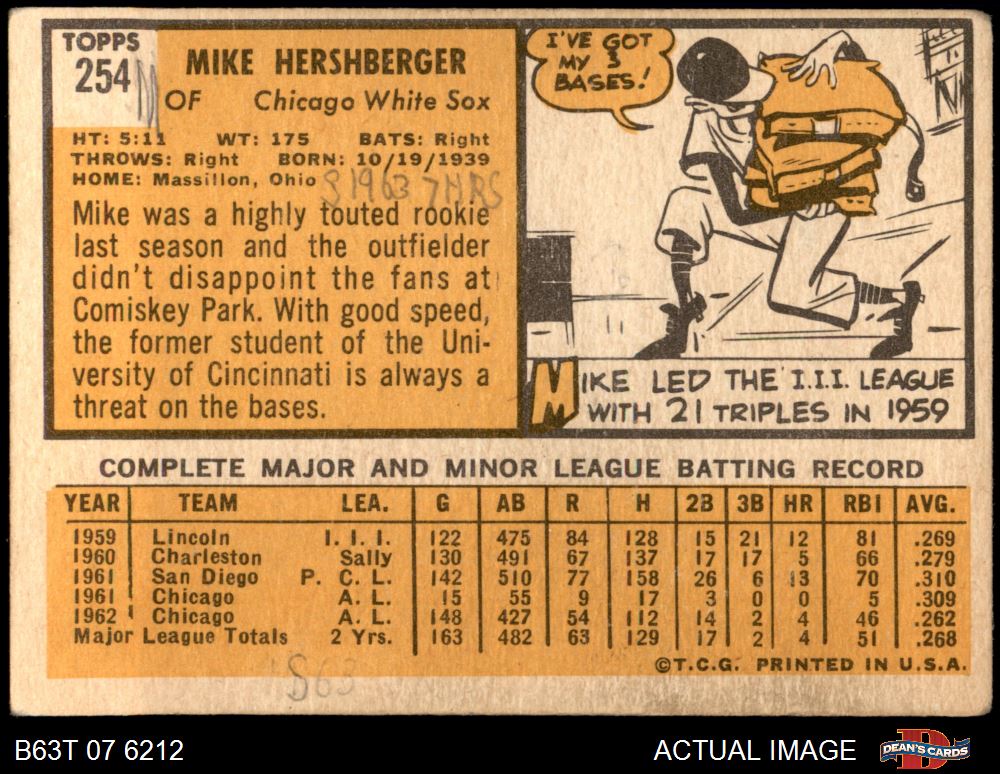 TOPPS
254
MIKE HERSHBERGER
OF Chicago White Sox
HT: 5:11 WT: 175 BATS: Right
THROWS: Right BORN: 10/19/1939
HOME: Massillon, Ohio
S1963 7HRS
Mike was a highly touted rookie
last season and the outfielder
didn't disappoint the fans at
Comiskey Park. With good speed,
the former student of the Uni-
versity of Cincinnati is always a
threat on the bases.
I'VE GOT
MY 3
BASES!
MIKE LED THE I.I.I. LEAGUE
WITH 21 TRIPLES IN 1959
COMPLETE MAJOR AND MINOR LEAGUE BATTING RECORD
YEAR TEAM LEA. G AB R H 2B 3B HR RBI AVG.
1959 Lincoln I. I. I. 122 475 84 128 15 21 12 81 .269
1960 Charleston Sally 130 491 67 137 17 17 5 66 .279
1961 San Diego P. C. L. 142 510 77 158 26 6 13 70 .310
1961 Chicago A. L. 15 55 9 17 3 0 0 5 .309
1962 Chicago A. L. 148 427 54 112 14 2 4 46 .262
Major League Totals 2 Yrs. 163 482 63 129 17 2 4 51 .268
©T.C.G. PRINTED IN U.S.A.
S63
B63T 07 6212
ACTUAL IMAGE
DEAN'S CARDS